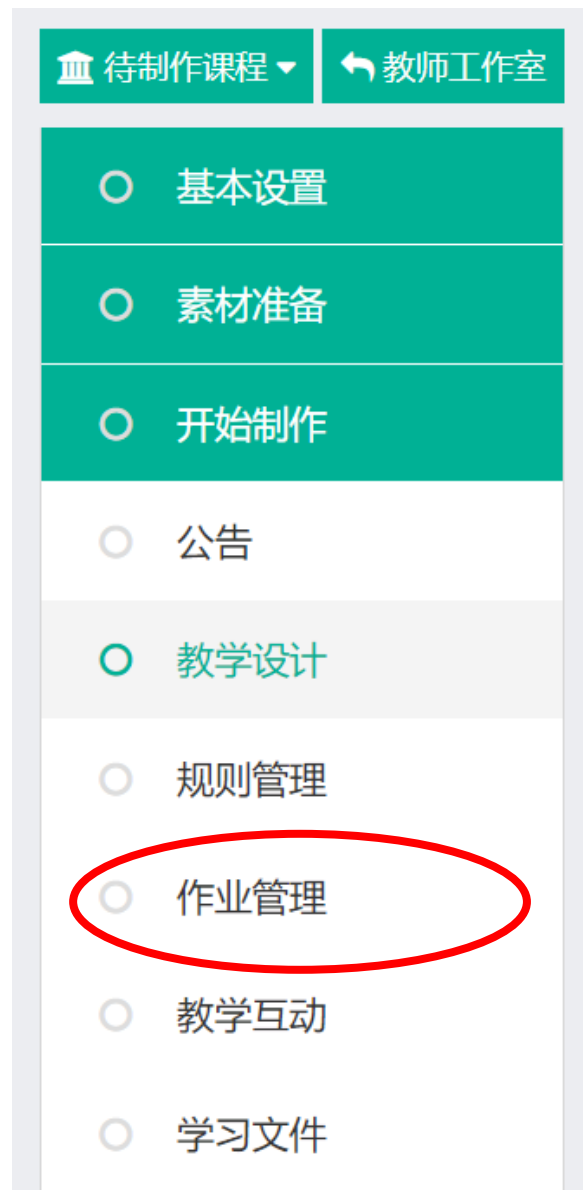 待制作课程 教师工作室
基本设置
素材准备
开始制作
公告
教学设计
规则管理
作业管理
教学互动
学习文件